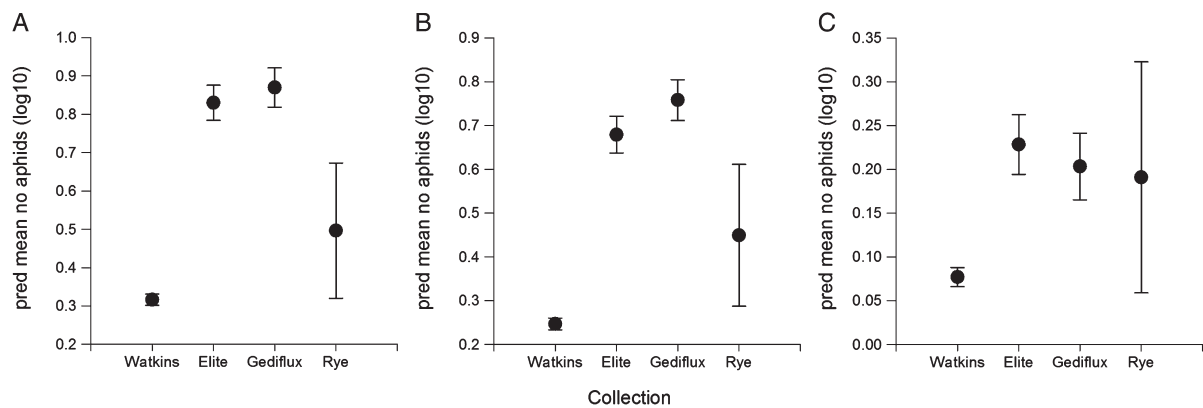 A
pred mean no aphids (log10)
1.0
0.9
0.8
0.7
0.6
0.5
0.4
0.3
0.2
Watkins Elite Gediflux Rye
B
pred mean no aphids (log10)
0.9
0.8
0.7
0.6
0.5
0.4
0.3
0.2
Watkins Elite Gediflux Rye
C
pred mean no aphids (log10)
0.35
0.30
0.25
0.20
0.15
0.10
0.05
0.00
Watkins Elite Gediflux Rye
Collection